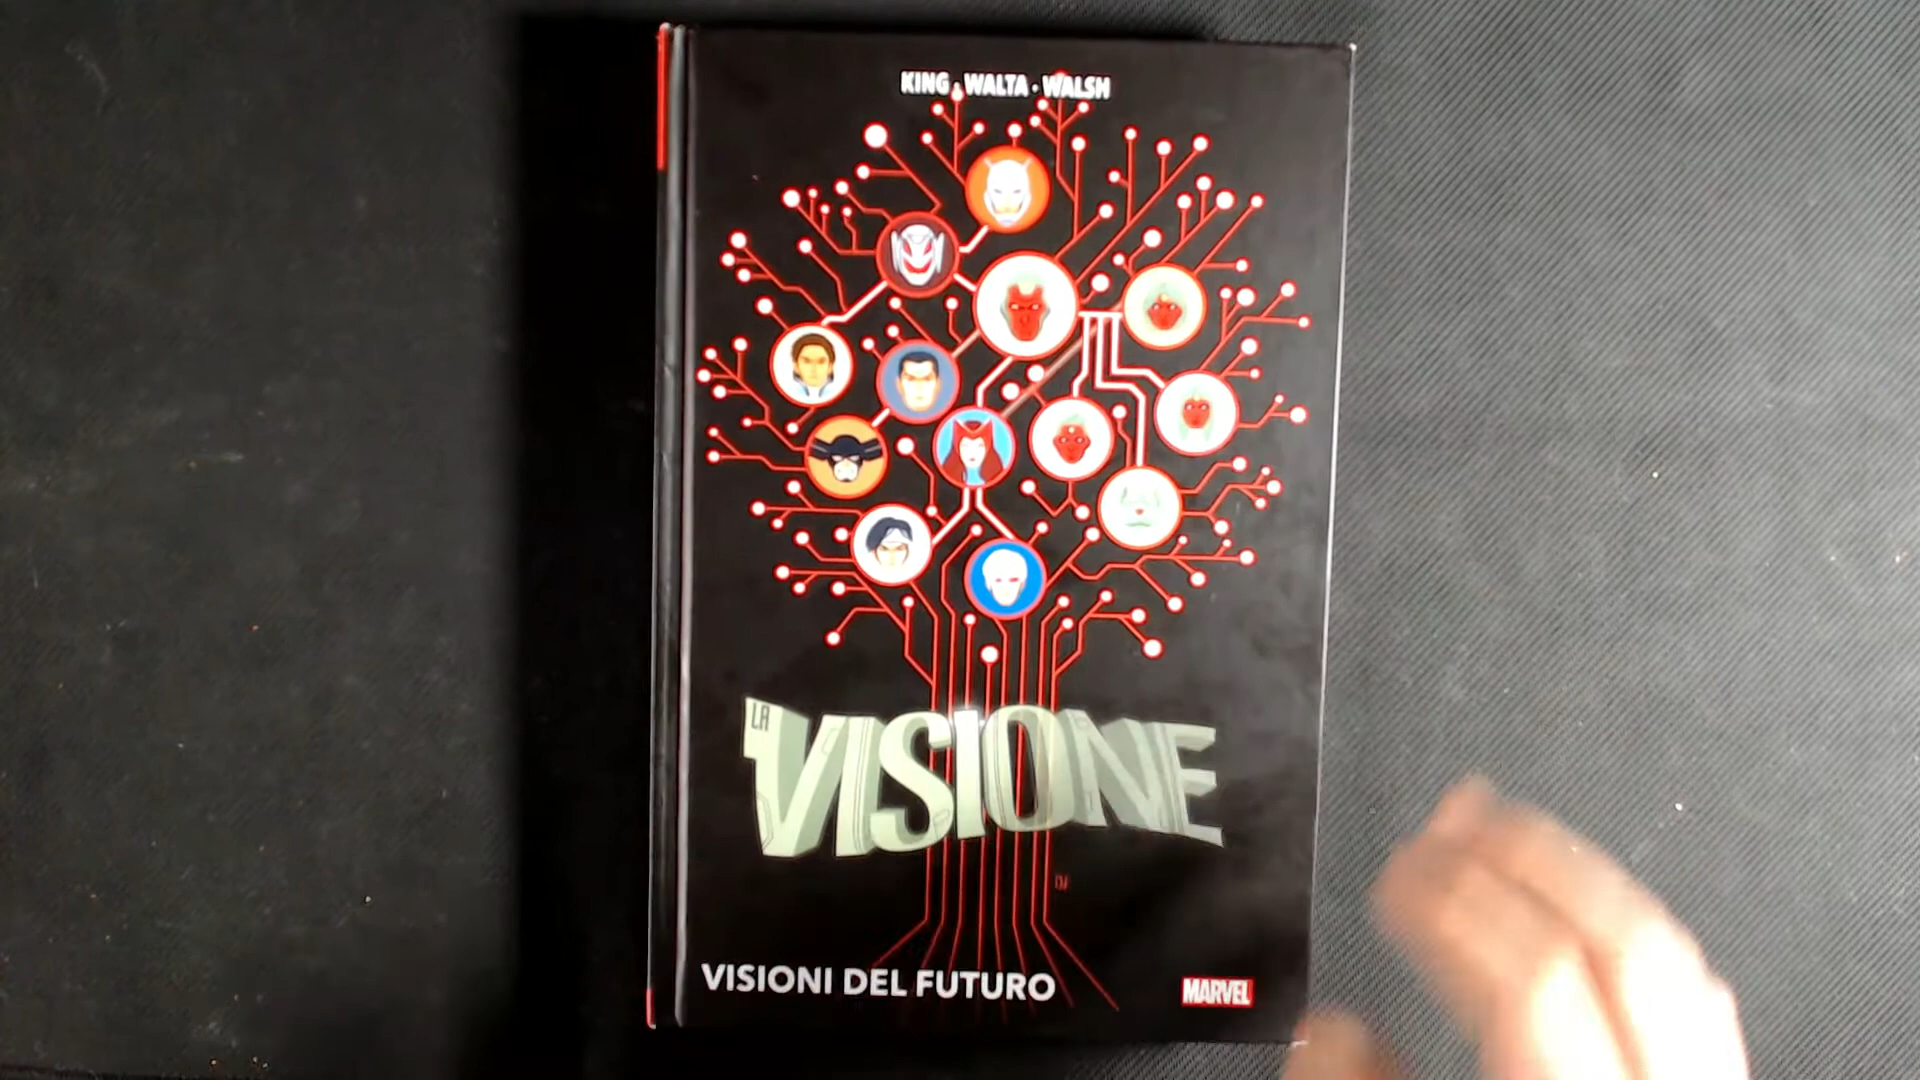 KING • WALTA • WALSH
LA
VISIONE
VISIONI DEL FUTURO
MARVEL